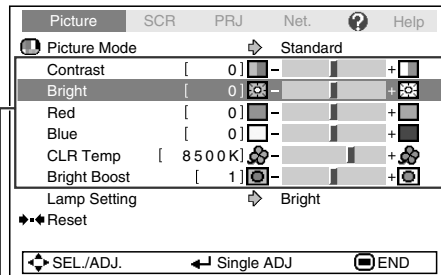 Picture SCR PRJ Net. ? Help
Picture Mode Standard
Contrast [ 0] − +
Bright [ 0] − +
Red [ 0] − +
Blue [ 0] − +
CLR Temp [ 8500K] − +
Bright Boost [ 1] − +
Lamp Setting Bright
Reset
SEL./ADJ. Single ADJ END